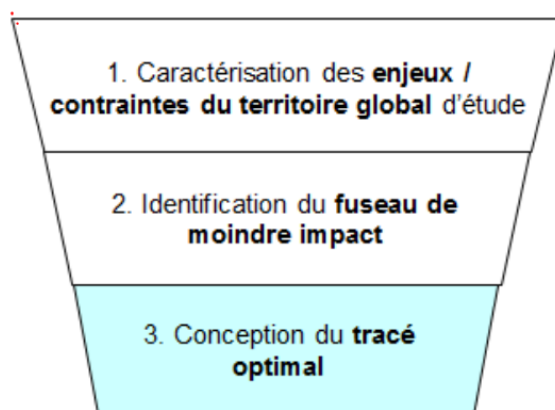 1. Caractérisation des enjeux /
contraintes du territoire global d'étude
2. Identification du fuseau de
moindre impact
3. Conception du tracé
optimal